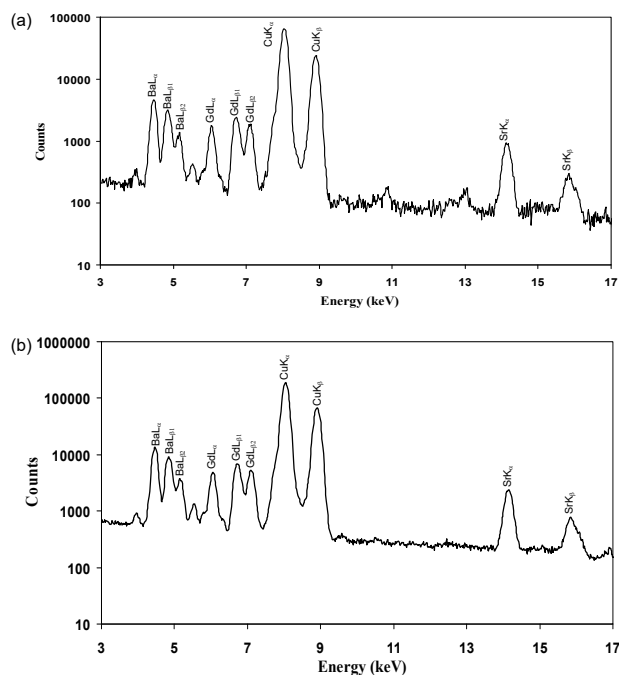 (a)
100000
10000
1000
100
10
Counts
BaLα
BaLβ1
BaLβ2
GdLα
GdLβ1
GdLβ2
CuKα
CuKβ
SrKα
SrKβ
3 5 7 9 11 13 15 17
Energy (keV)
(b)
1000000
100000
10000
1000
100
10
Counts
BaLα
BaLβ1
BaLβ2
GdLα
GdLβ1
GdLβ2
CuKα
CuKβ
SrKα
SrKβ
3 5 7 9 11 13 15 17
Energy (keV)